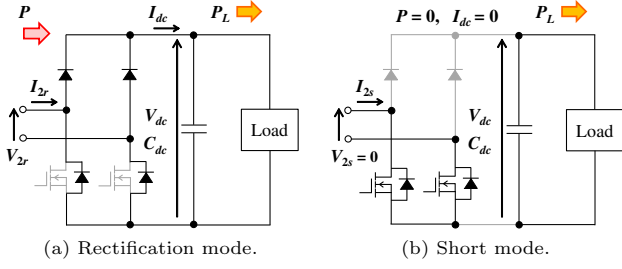 P
I_dc
P_L
I_2r
V_dc
V_2r
C_dc
Load
(a) Rectification mode.
P = 0, I_dc = 0
P_L
I_2s
V_dc
V_2s = 0
C_dc
Load
(b) Short mode.